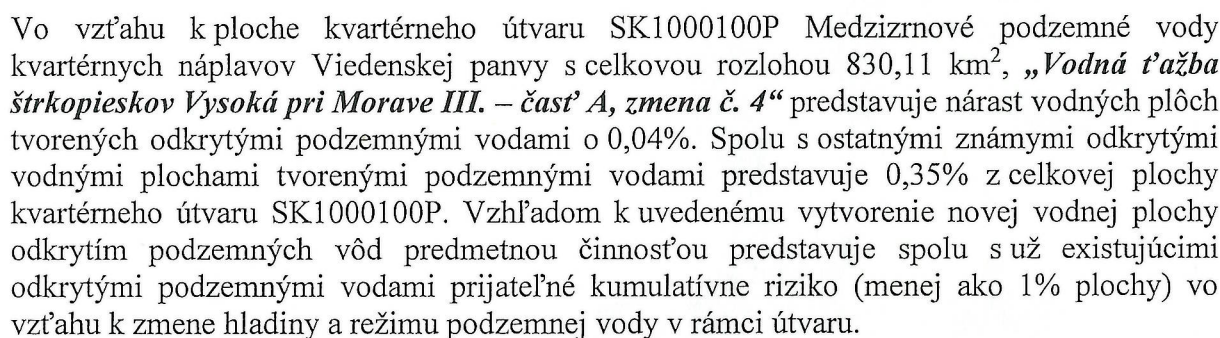 Vo vzťahu k ploche kvartérneho útvaru SK1000100P Medzizrnové podzemné vody
kvartérnych náplavov Viedenskej panvy s celkovou rozlohou 830,11 km², „Vodná ťažba
štrkopieskov Vysoká pri Morave III. – časť A, zmena č. 4“ predstavuje nárast vodných plôch
tvorených odkrytými podzemnými vodami o 0,04%. Spolu s ostatnými známymi odkrytými
vodnými plochami tvorenými podzemnými vodami predstavuje 0,35% z celkovej plochy
kvartérneho útvaru SK1000100P. Vzhľadom k uvedenému vytvorenie novej vodnej plochy
odkrytím podzemných vôd predmetnou činnosťou predstavuje spolu s už existujúcimi
odkrytými podzemnými vodami prijateľné kumulatívne riziko (menej ako 1% plochy) vo
vzťahu k zmene hladiny a režimu podzemnej vody v rámci útvaru.